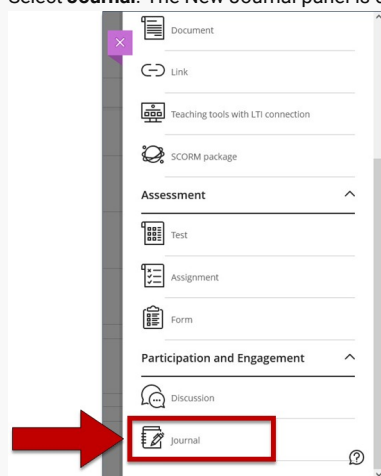 Select Journal. The New Journal panel is
Document
Link
Teaching tools with LTI connection
SCORM package
Assessment
Test
Assignment
Form
Participation and Engagement
Discussion
Journal